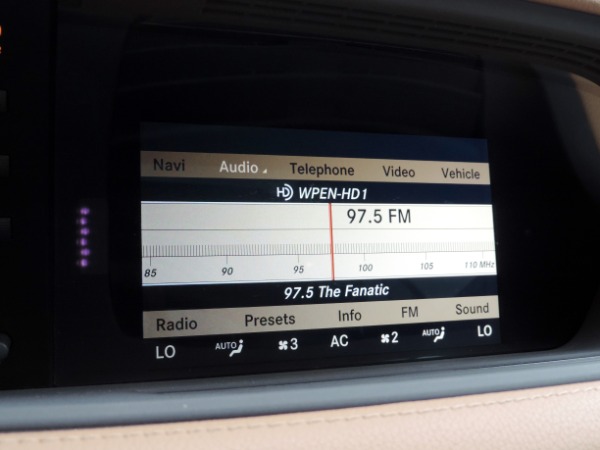 Navi Audio Telephone Video Vehicle
HD WPEN-HD1
97.5 FM
85 90 95 100 105 110 MHz
97.5 The Fanatic
Radio Presets Info FM Sound
LO AUTO 3 AC 2 AUTO LO